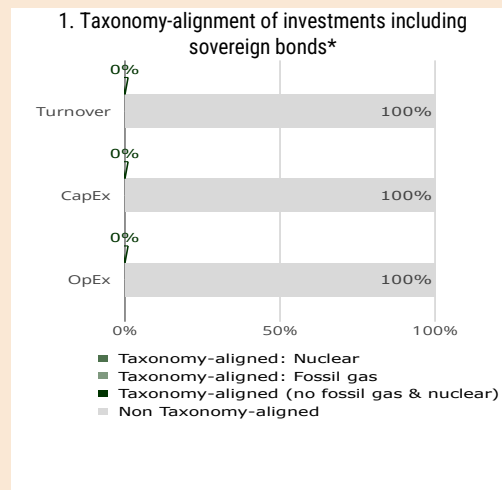 1. Taxonomy-alignment of investments including
sovereign bonds*
0%
Turnover 100%
0%
CapEx 100%
0%
OpEx 100%
0% 50% 100%
Taxonomy-aligned: Nuclear
Taxonomy-aligned: Fossil gas
Taxonomy-aligned (no fossil gas & nuclear)
Non Taxonomy-aligned